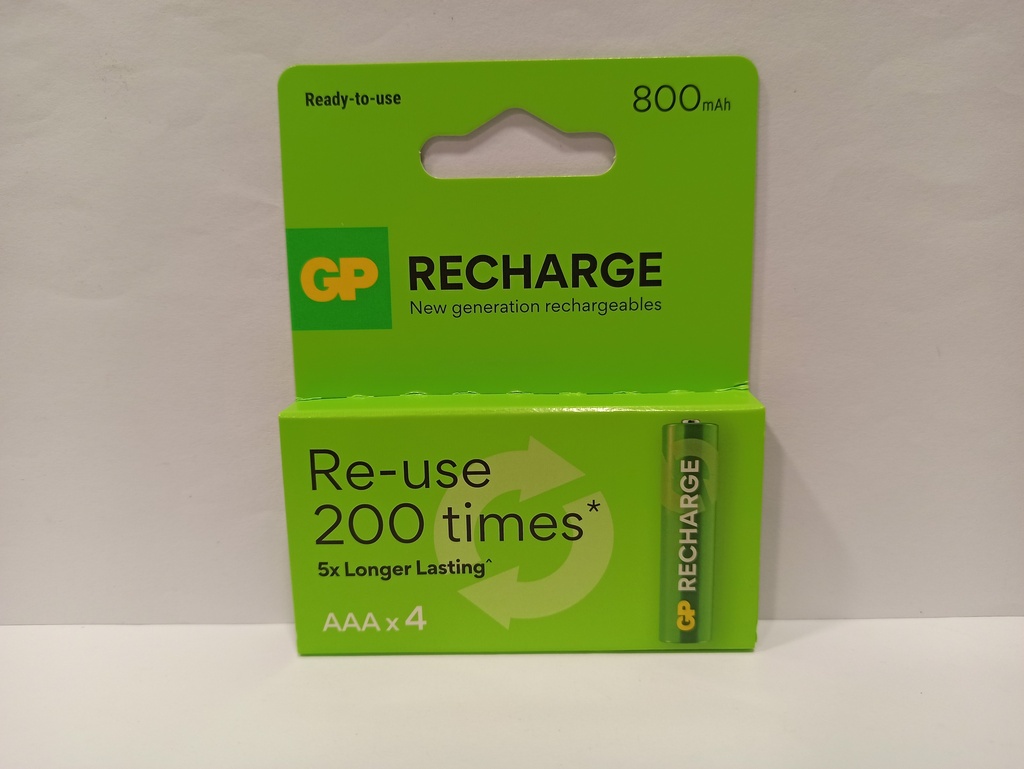 Ready-to-use
800mAh
GP
RECHARGE
New generation rechargeables
Re-use
200 times*
5x Longer Lasting^
AAA x 4
GP RECHARGE